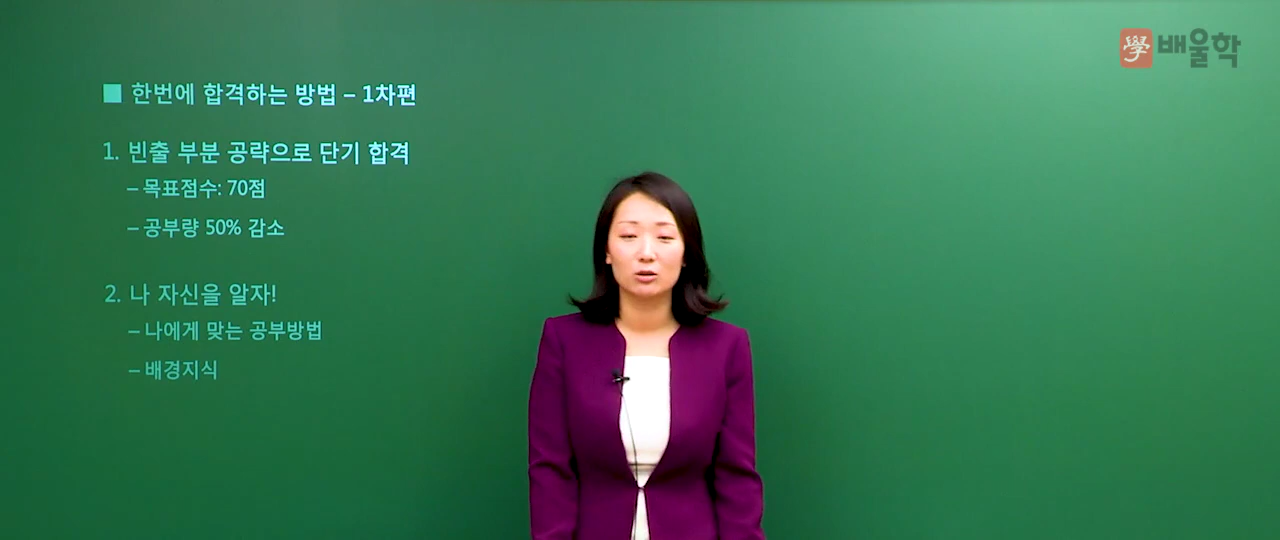 學 배울학
■ 한번에 합격하는 방법 – 1차편
1. 빈출 부분 공략으로 단기 합격
– 목표점수: 70점
– 공부량 50% 감소
2. 나 자신을 알자!
– 나에게 맞는 공부방법
– 배경지식